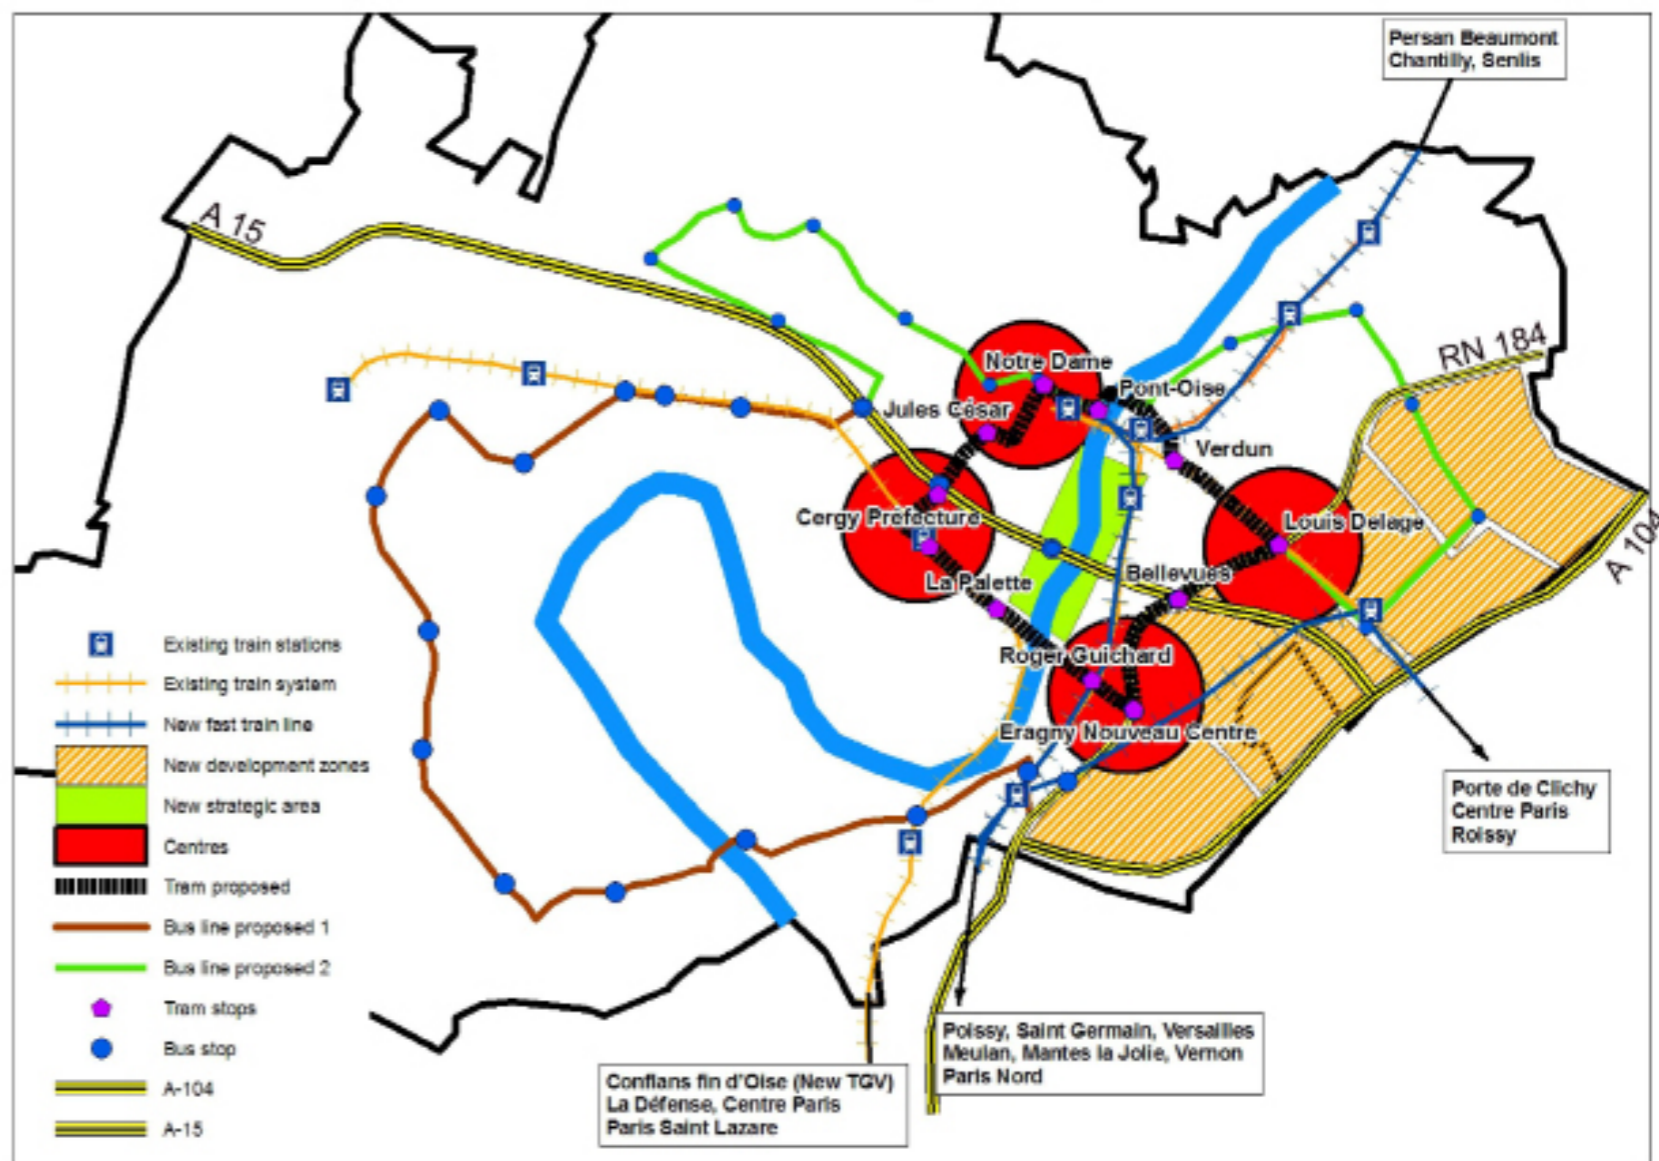 Persan Beaumont
Chantilly, Senlis
A 15
RN 184
Notre Dame
Pont-Oise
Jules César
Verdun
Louis Delage
A 104
Cergy Préfecture
La Palette
Bellevues
Roger Guichard
Eragny Nouveau Centre
Existing train stations
Existing train system
New fast train line
New development zones
New strategic area
Centres
Tram proposed
Bus line proposed 1
Bus line proposed 2
Tram stops
Bus stop
A-104
A-15
Porte de Clichy
Centre Paris
Roissy
Poissy, Saint Germain, Versailles
Meulan, Mantes la Jolie, Vernon
Paris Nord
Conflans fin d'Oise (New TGV)
La Défense, Centre Paris
Paris Saint Lazare